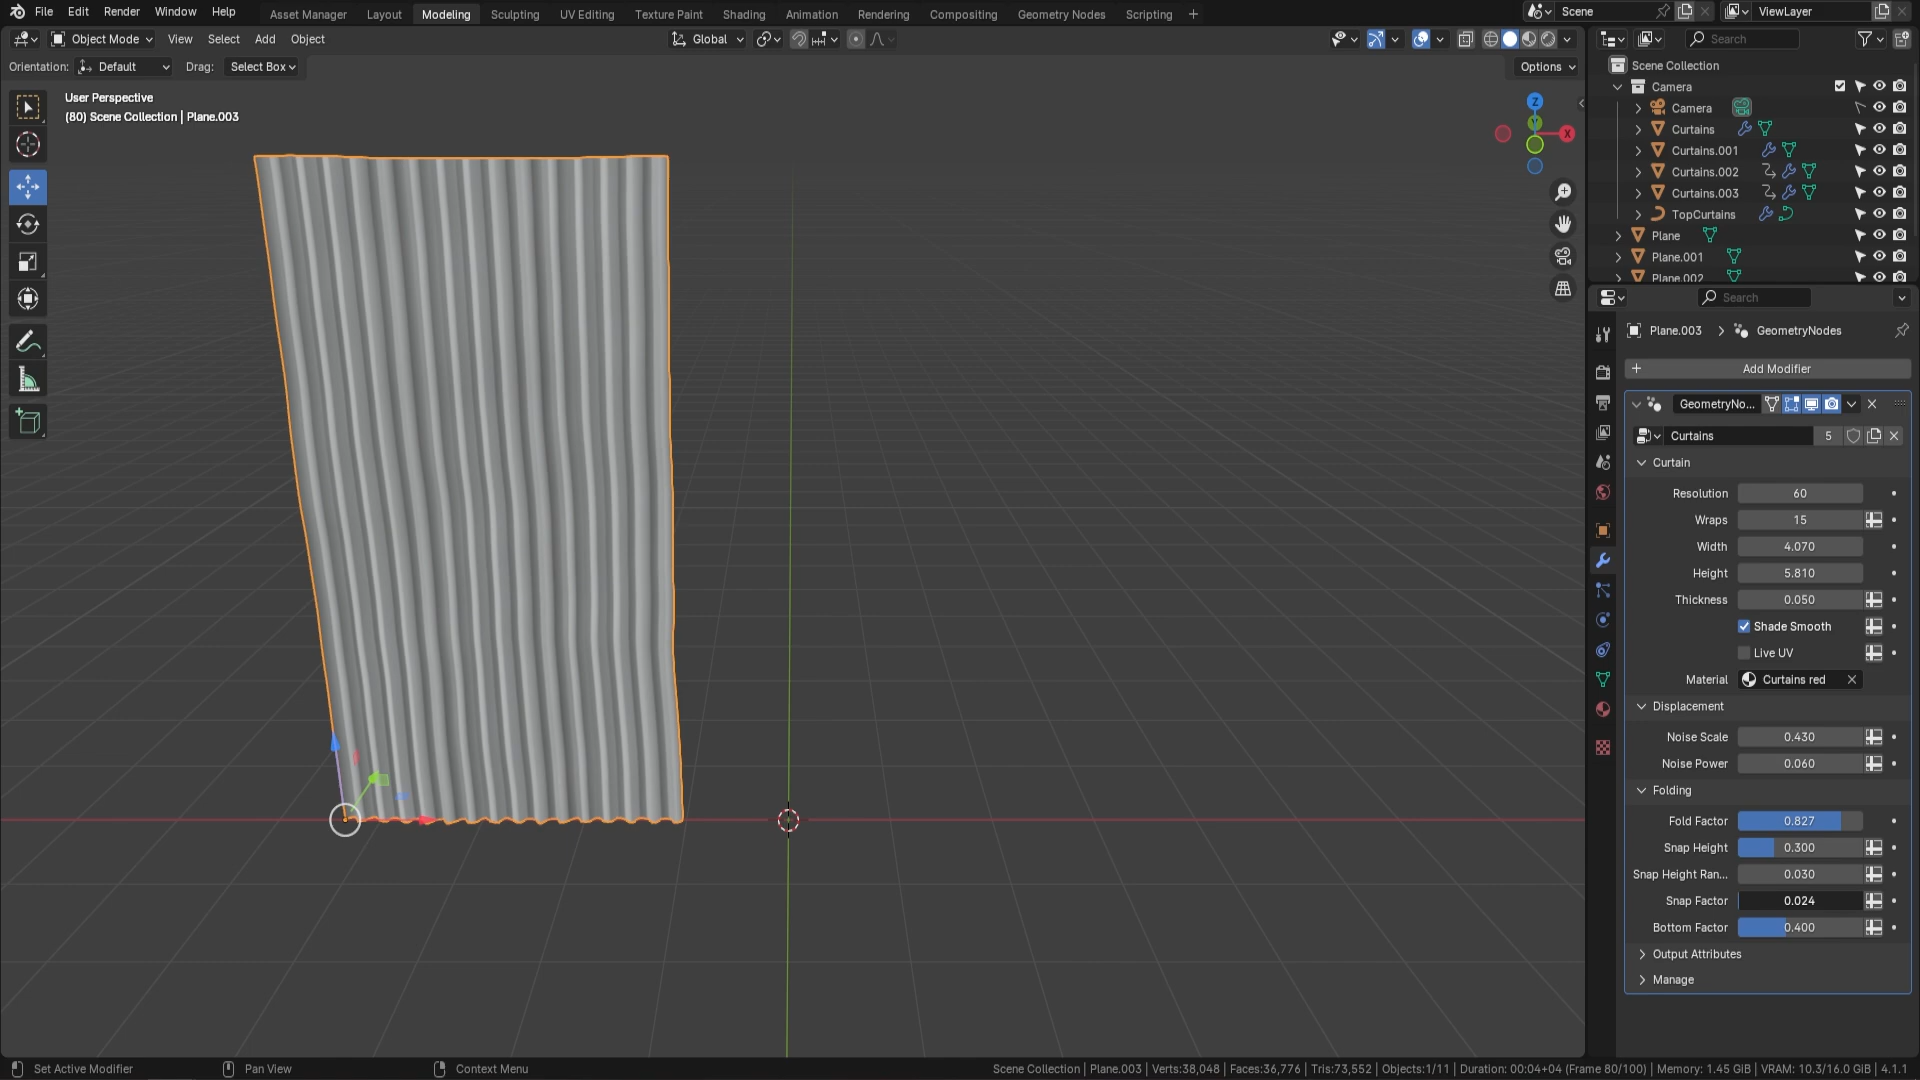 File Edit Render Window Help
Asset Manager Layout Modeling Sculpting UV Editing Texture Paint Shading Animation Rendering Compositing Geometry Nodes Scripting +
Scene
ViewLayer
Object Mode View Select Add Object
Global
Search
Orientation: Default Drag: Select Box
Options
User Perspective
(80) Scene Collection | Plane.003
Z
X
Scene Collection
Camera
Camera
Curtains
Curtains.001
Curtains.002
Curtains.003
TopCurtains
Plane
Plane.001
Plane.002
Search
Plane.003 > GeometryNodes
+ Add Modifier
GeometryNo...
Curtains 5
Curtain
Resolution 60
Wraps 15
Width 4.070
Height 5.810
Thickness 0.050
Shade Smooth
Live UV
Material Curtains red
Displacement
Noise Scale 0.430
Noise Power 0.060
Folding
Fold Factor 0.827
Snap Height 0.300
Snap Height Ran... 0.030
Snap Factor 0.024
Bottom Factor 0.400
Output Attributes
Manage
Set Active Modifier Pan View Context Menu
Scene Collection | Plane.003 | Verts:38,048 | Faces:36,776 | Tris:73,552 | Objects:1/11 | Duration: 00:04+04 (Frame 80/100) | Memory: 1.45 GiB | VRAM: 10.3/16.0 GiB | 4.1.1